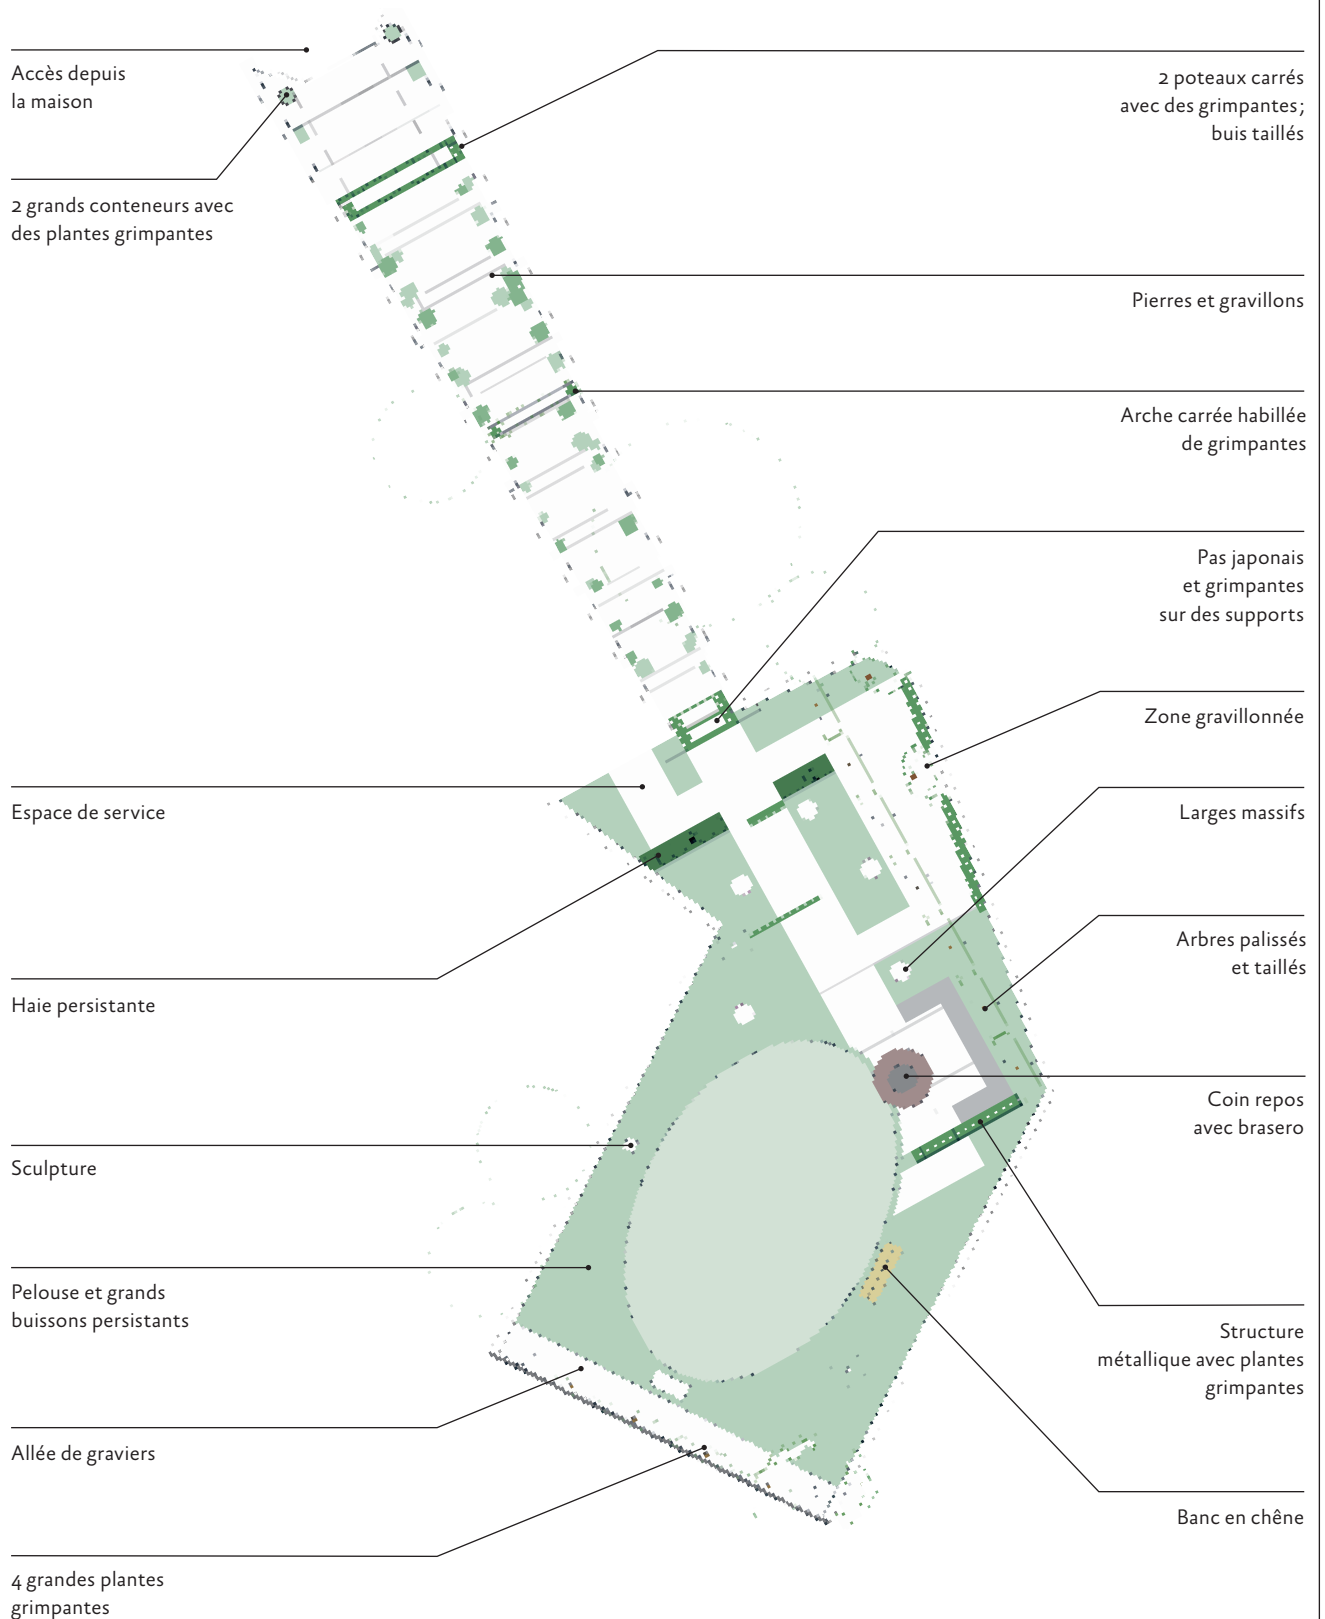 Accès depuis
la maison
2 grands conteneurs avec
des plantes grimpantes
Espace de service
Haie persistante
Sculpture
Pelouse et grands
buissons persistants
Allée de graviers
4 grandes plantes
grimpantes
2 poteaux carrés
avec des grimpantes;
buis taillés
Pierres et gravillons
Arche carrée habillée
de grimpantes
Pas japonais
et grimpantes
sur des supports
Zone gravillonnée
Larges massifs
Arbres palissés
et taillés
Coin repos
avec brasero
Structure
métallique avec plantes
grimpantes
Banc en chêne